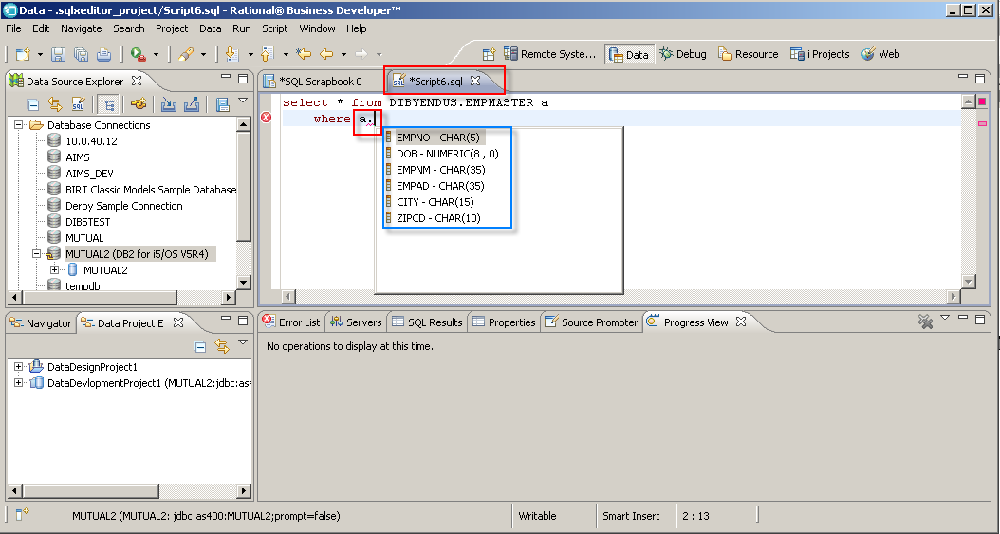 Data - .sqlxeditor_project/Script6.sql - Rational® Business Developer™
File Edit Navigate Search Project Data Run Script Window Help
Remote Syste... Data Debug Resource i Projects Web
Data Source Explorer
Database Connections
10.0.40.12
AIMS
AIMS_DEV
BIRT Classic Models Sample Database
Derby Sample Connection
DIBSTEST
MUTUAL
MUTUAL2 (DB2 for i5/OS V5R4)
MUTUAL2
tempdb
*SQL Scrapbook 0 *Script6.sql
select * from DIBYENDUS.EMPMASTER a
where a.
EMPNO - CHAR(5)
DOB - NUMERIC(8 , 0)
EMPNM - CHAR(35)
EMPAD - CHAR(35)
CITY - CHAR(15)
ZIPCD - CHAR(10)
Navigator Data Project E
DataDesignProject1
DataDevlopmentProject1 (MUTUAL2:jdbc:as4
Error List Servers SQL Results Properties Source Prompter Progress View
No operations to display at this time.
MUTUAL2 (MUTUAL2: jdbc:as400:MUTUAL2;prompt=false) Writable Smart Insert 2 : 13